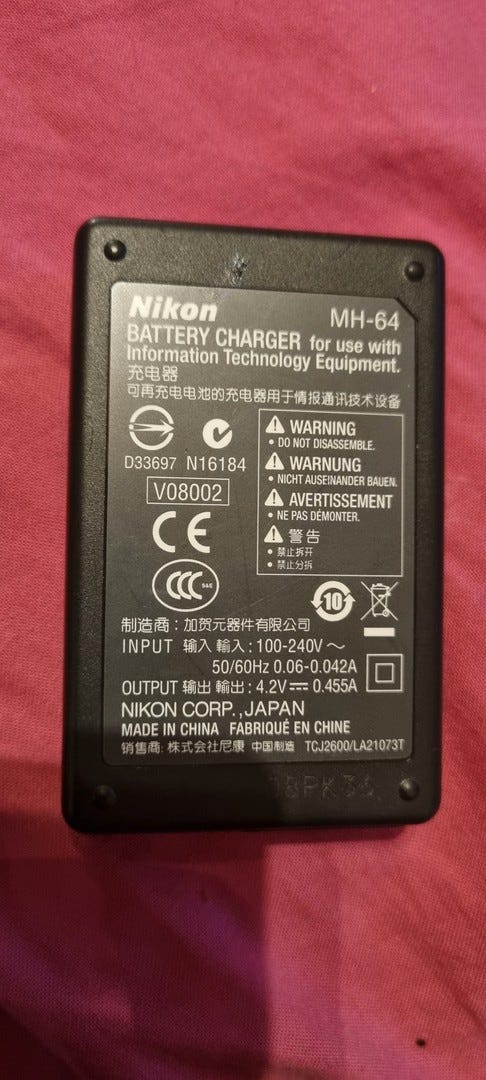 Nikon MH-64
BATTERY CHARGER for use with
Information Technology Equipment.
充电器
可再充电电池的充电器用于情报通讯技术设备
D33697 N16184
V08002
CE
CCC S&E
⚠ WARNING
• DO NOT DISASSEMBLE.
⚠ WARNUNG
• NICHT AUSEINANDER BAUEN.
⚠ AVERTISSEMENT
• NE PAS DÉMONTER.
⚠ 警告
• 禁止拆开
• 禁止分拆
10
制造商：加贺元器件有限公司
INPUT 输入 輸入：100-240V～
50/60Hz 0.06-0.042A
OUTPUT 输出 輸出：4.2V⎓ 0.455A
NIKON CORP.,JAPAN
MADE IN CHINA FABRIQUÉ EN CHINE
销售商: 株式会社尼康 中国制造 TCJ2600/LA21073T